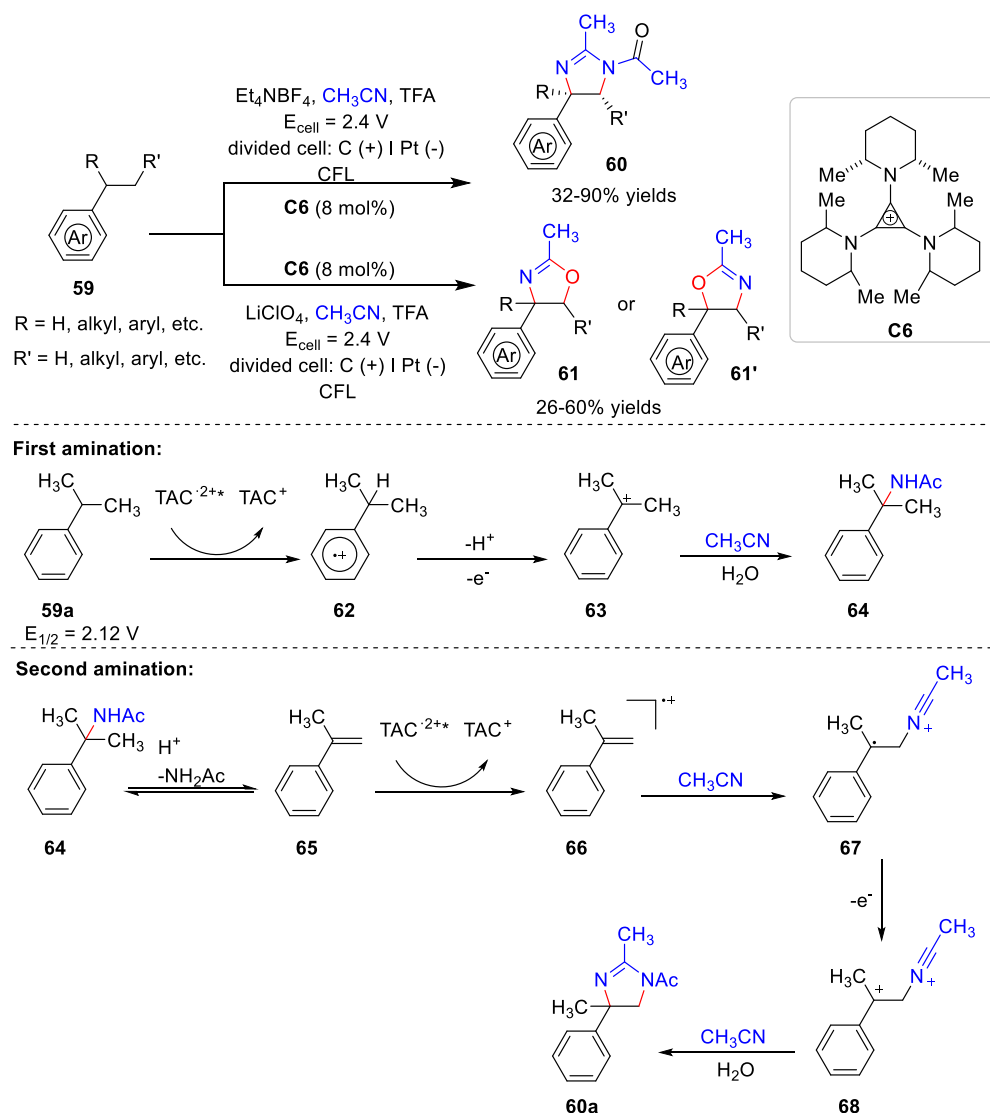 CH3
O
N
N
CH3
R
R'
Ar
60
32-90% yields
Et4NBF4, CH3CN, TFA
Ecell = 2.4 V
divided cell: C (+) I Pt (-)
CFL
C6 (8 mol%)
R
R'
Ar
59
R = H, alkyl, aryl, etc.
R' = H, alkyl, aryl, etc.
C6 (8 mol%)
LiClO4, CH3CN, TFA
Ecell = 2.4 V
divided cell: C (+) I Pt (-)
CFL
CH3
N
O
R
R'
Ar
61
or
CH3
O
N
R
R'
Ar
61'
26-60% yields
Me
N
Me
Me
Me
+
N
N
Me
Me
C6
First amination:
H3C
CH3
59a
E1/2 = 2.12 V
TAC·2+* TAC+
H3C
H
CH3
·+
62
-H+
-e-
CH3
+
CH3
63
CH3CN
H2O
H3C
NHAc
CH3
64
Second amination:
H3C
NHAc
CH3
64
H+
-NH2Ac
H3C
65
TAC·2+* TAC+
H3C
·+
66
CH3CN
CH3
N
+
H3C
·
67
-e-
CH3
N
+
H3C
+
68
CH3CN
H2O
CH3
N
NAc
H3C
60a